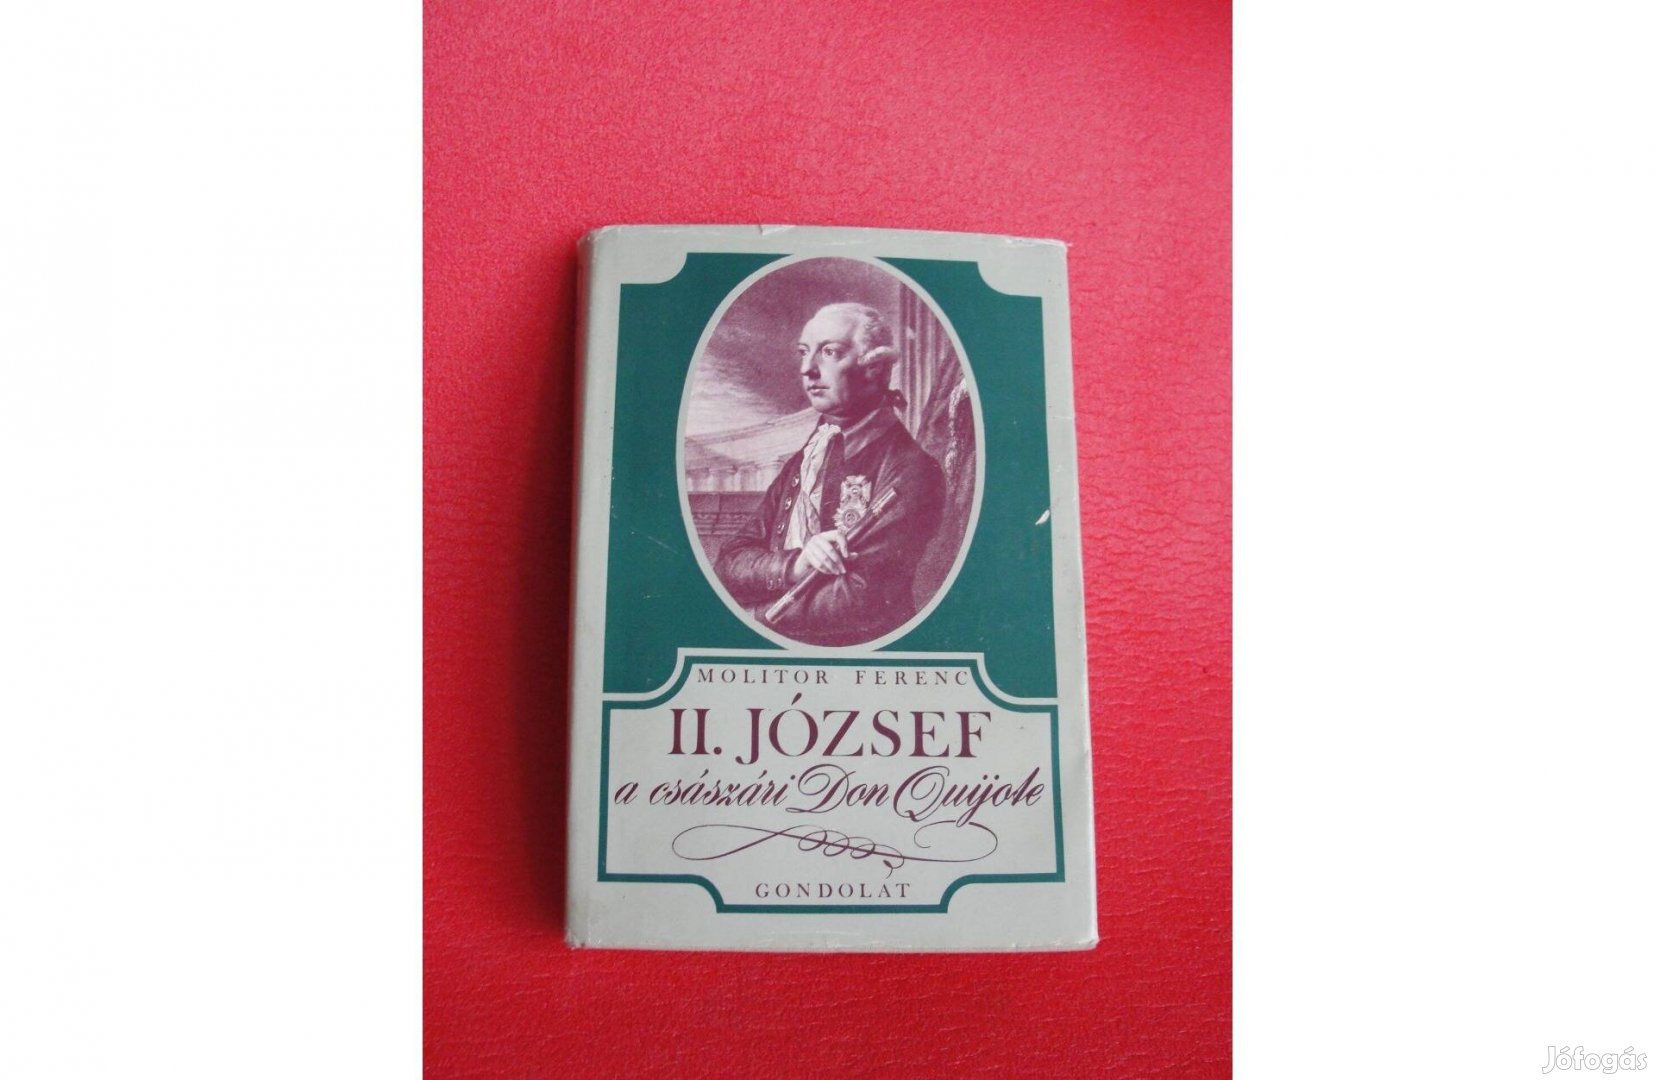 MOLITOR FERENC
II. JÓZSEF
a császári Don Quijote
GONDOLAT
Jófogás